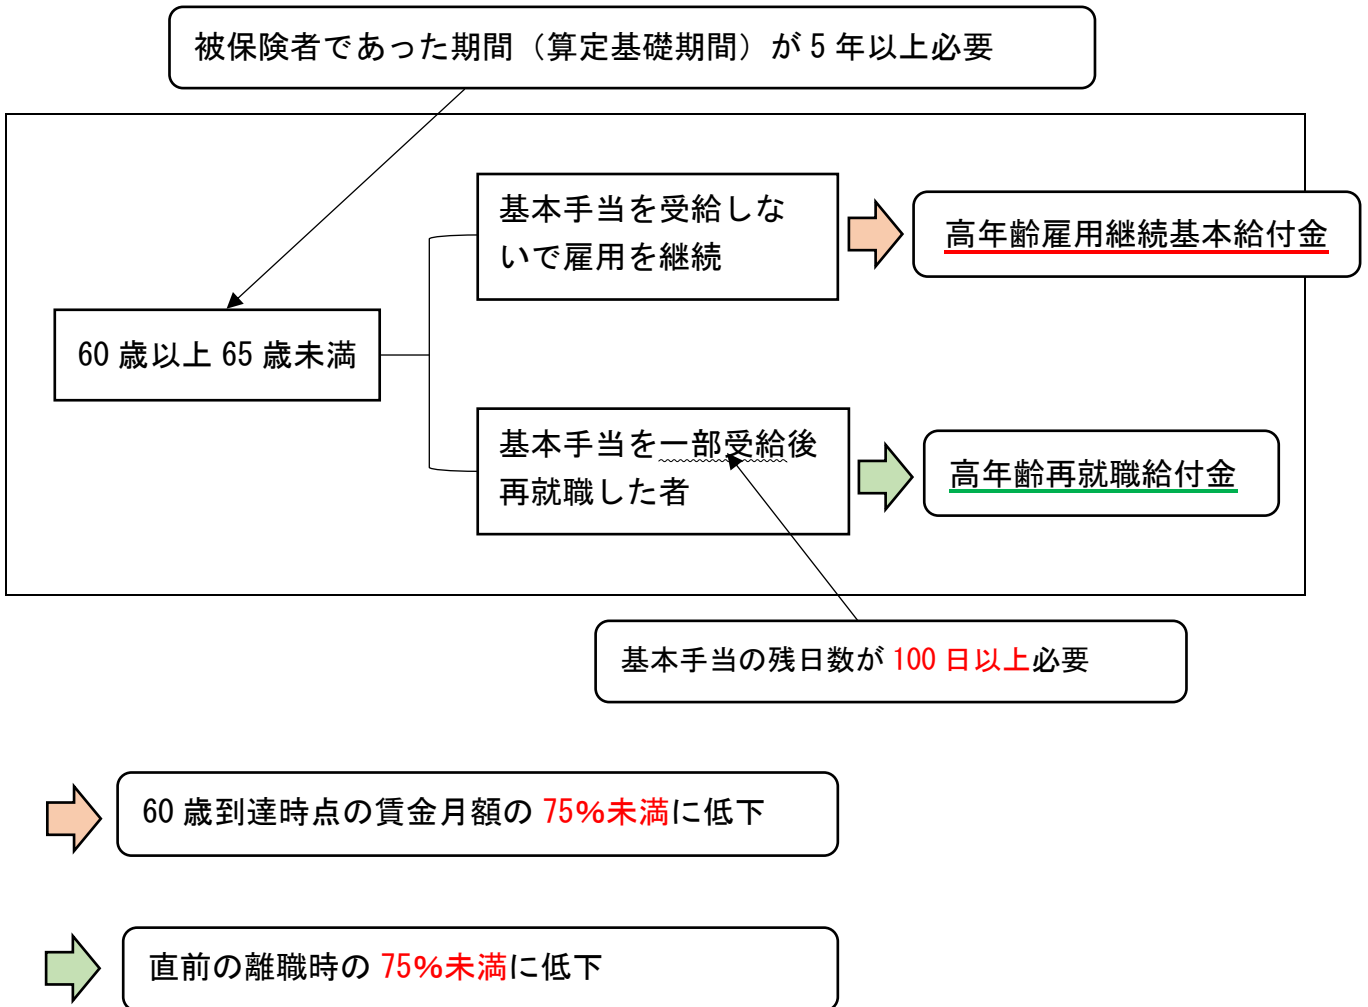 被保険者であった期間（算定基礎期間）が5年以上必要
基本手当を受給しな
いで雇用を継続
高年齢雇用継続基本給付金
60歳以上65歳未満
基本手当を一部受給後
再就職した者
高年齢再就職給付金
基本手当の残日数が100日以上必要
60歳到達時点の賃金月額の75％未満に低下
直前の離職時の75％未満に低下